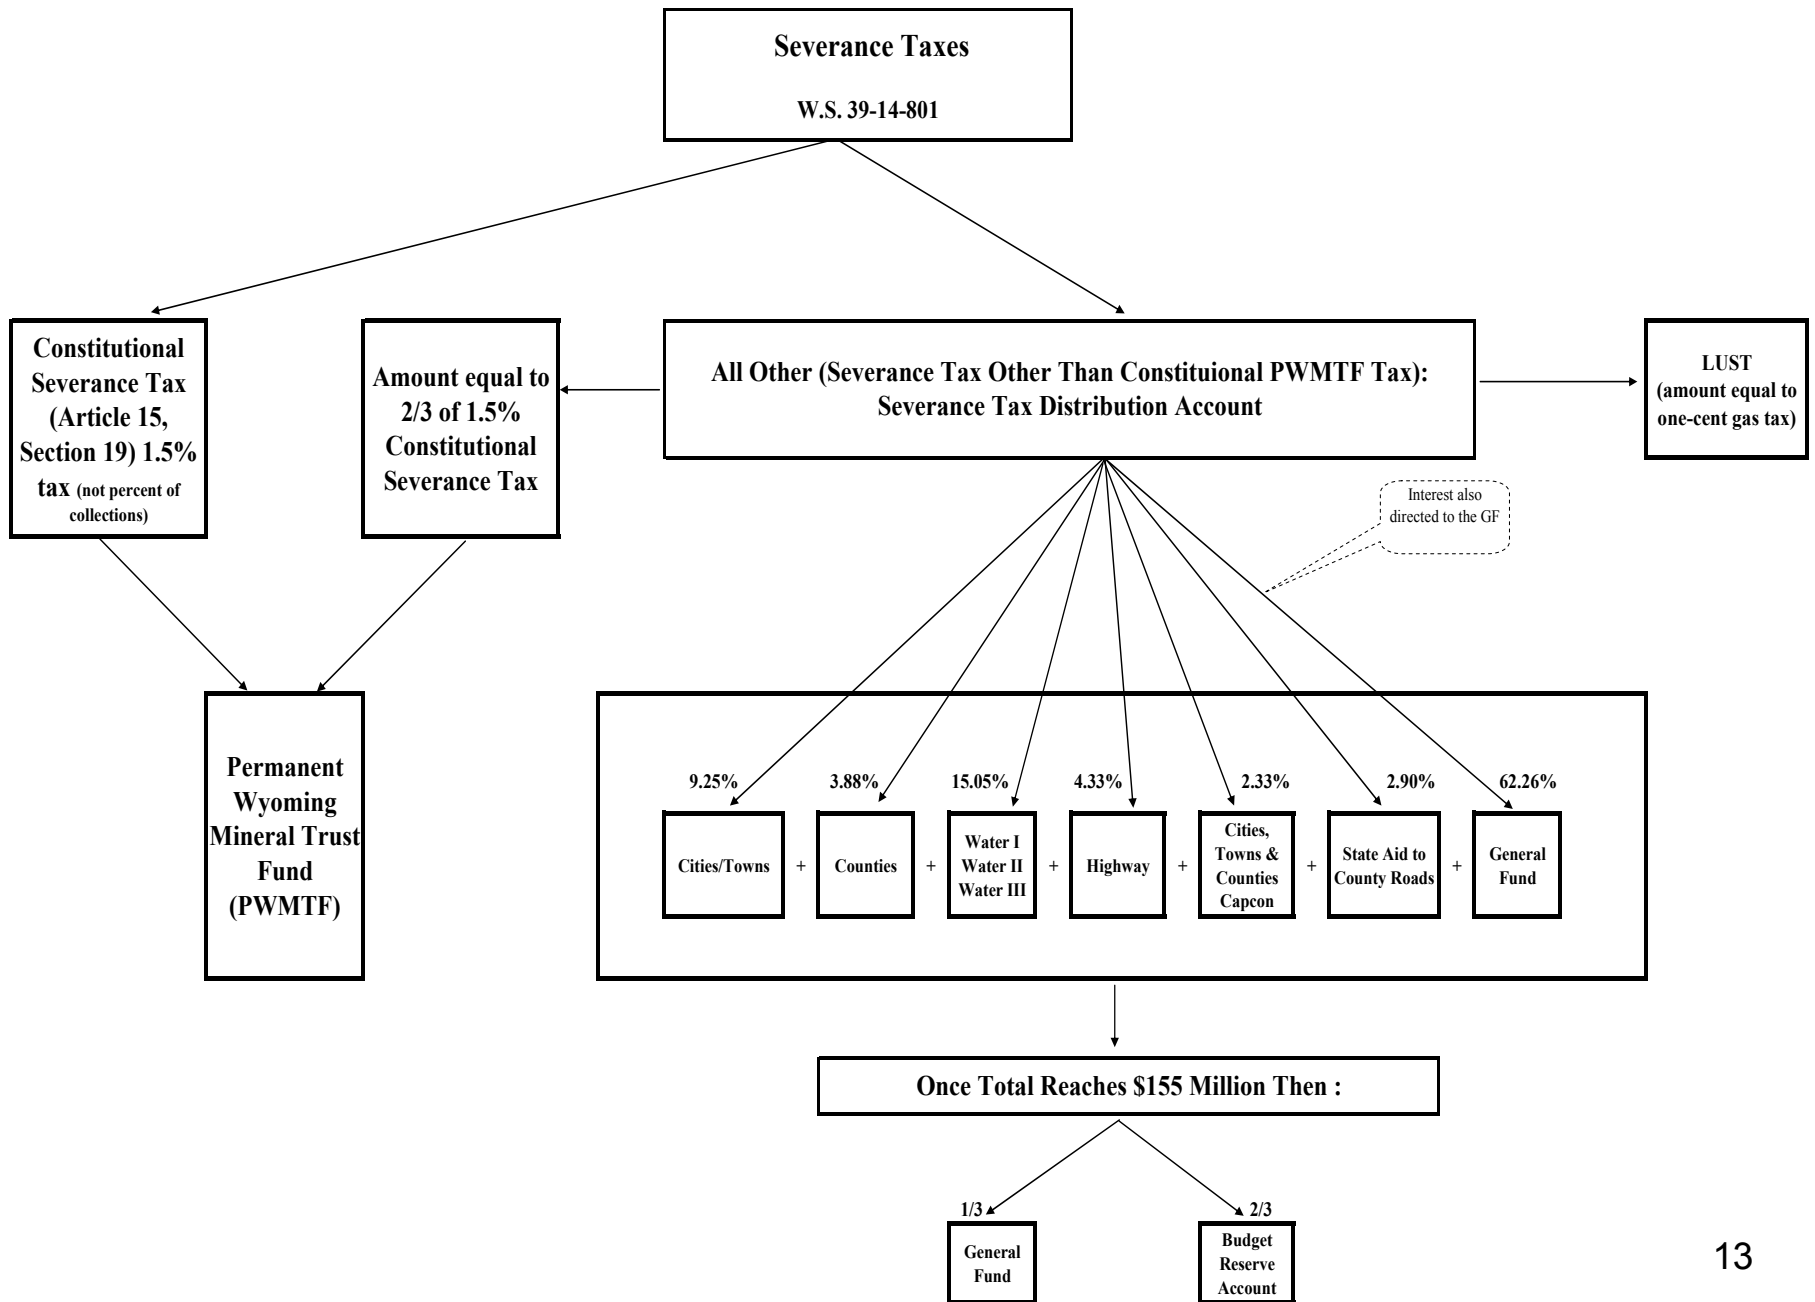 Severance Taxes
W.S. 39-14-801
Constitutional
Severance Tax
(Article 15,
Section 19) 1.5%
tax (not percent of
collections)
Amount equal to
2/3 of 1.5%
Constitutional
Severance Tax
All Other (Severance Tax Other Than Constituional PWMTF Tax):
Severance Tax Distribution Account
LUST
(amount equal to
one-cent gas tax)
Interest also
directed to the GF
Permanent
Wyoming
Mineral Trust
Fund
(PWMTF)
9.25% 3.88% 15.05% 4.33% 2.33% 2.90% 62.26%
Cities/Towns
+
Counties
+
Water I
Water II
Water III
+
Highway
+
Cities,
Towns &
Counties
Capcon
+
State Aid to
County Roads
+
General
Fund
Once Total Reaches $155 Million Then :
1/3 2/3
General
Fund
Budget
Reserve
Account
13